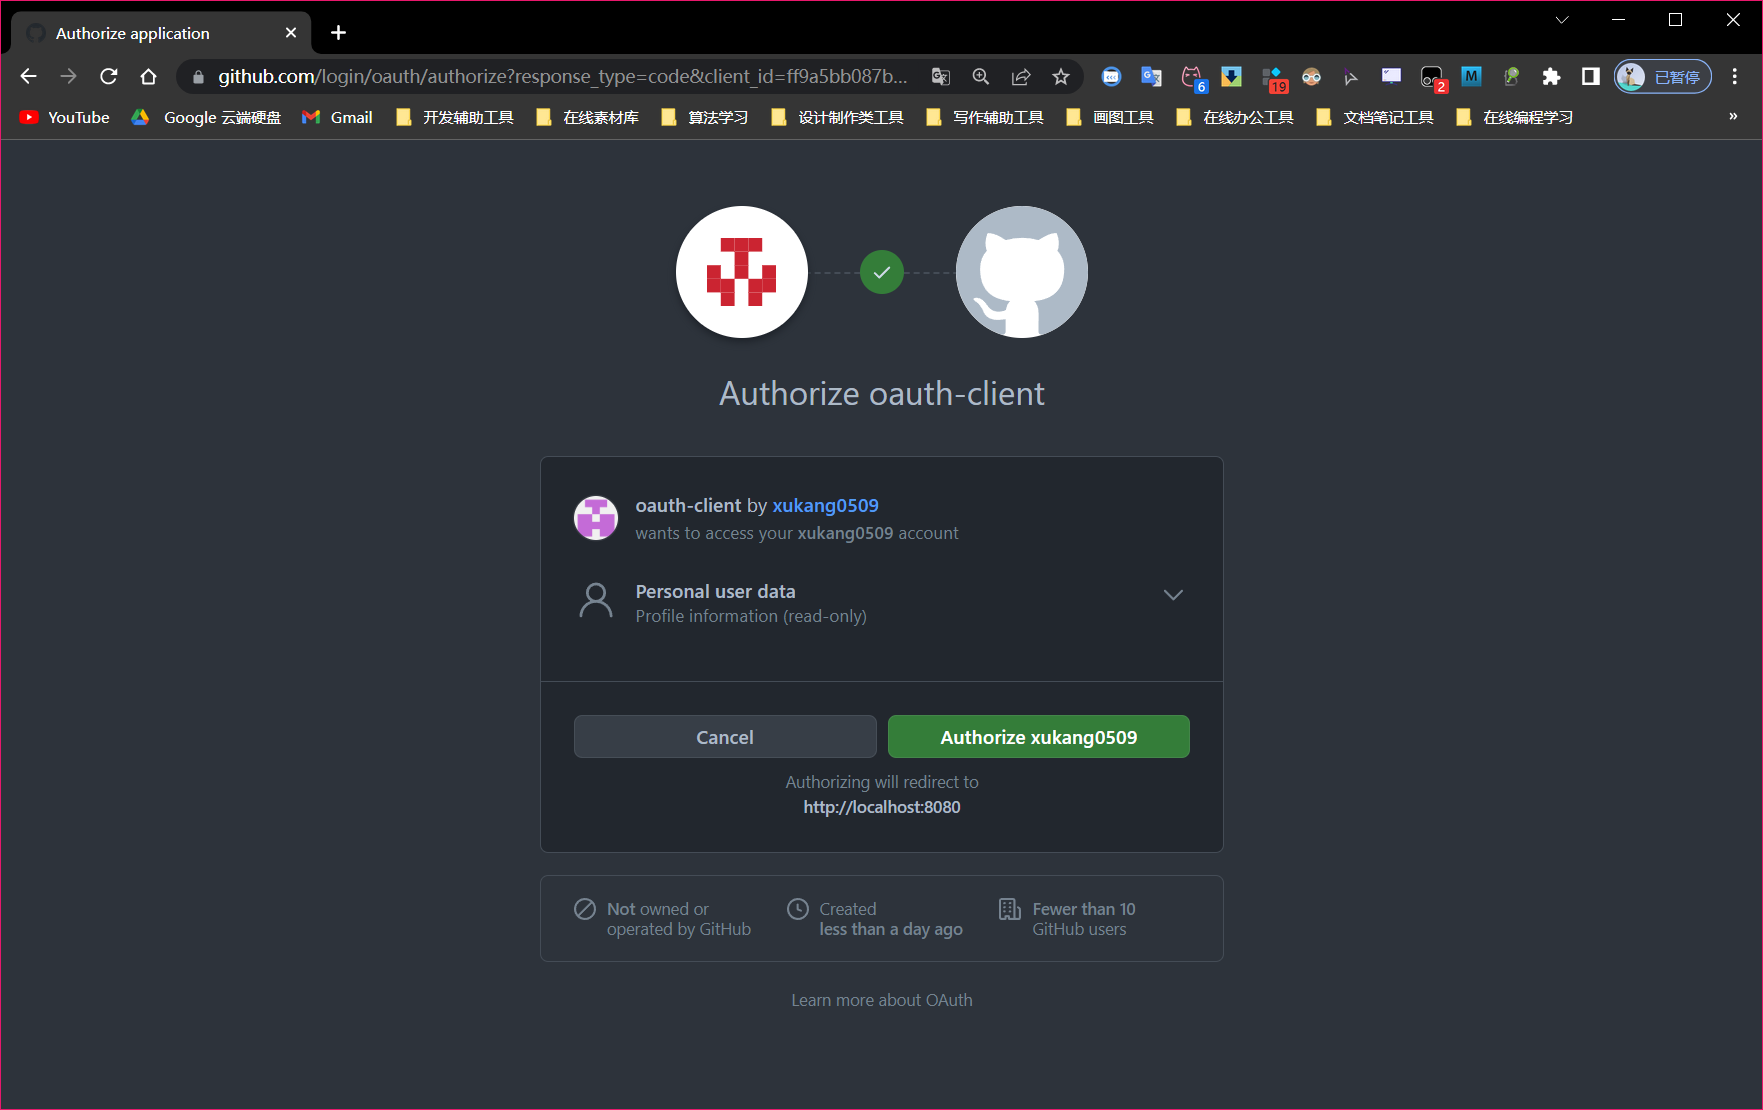 Authorize application
github.com/login/oauth/authorize?response_type=code&client_id=ff9a5bb087b...
6
19
2
M
已暂停
YouTube
Google 云端硬盘
Gmail
开发辅助工具
在线素材库
算法学习
设计制作类工具
写作辅助工具
画图工具
在线办公工具
文档笔记工具
在线编程学习
»
Authorize oauth-client
oauth-client by xukang0509
wants to access your xukang0509 account
Personal user data
Profile information (read-only)
Cancel
Authorize xukang0509
Authorizing will redirect to
http://localhost:8080
Not owned or
operated by GitHub
Created
less than a day ago
Fewer than 10
GitHub users
Learn more about OAuth